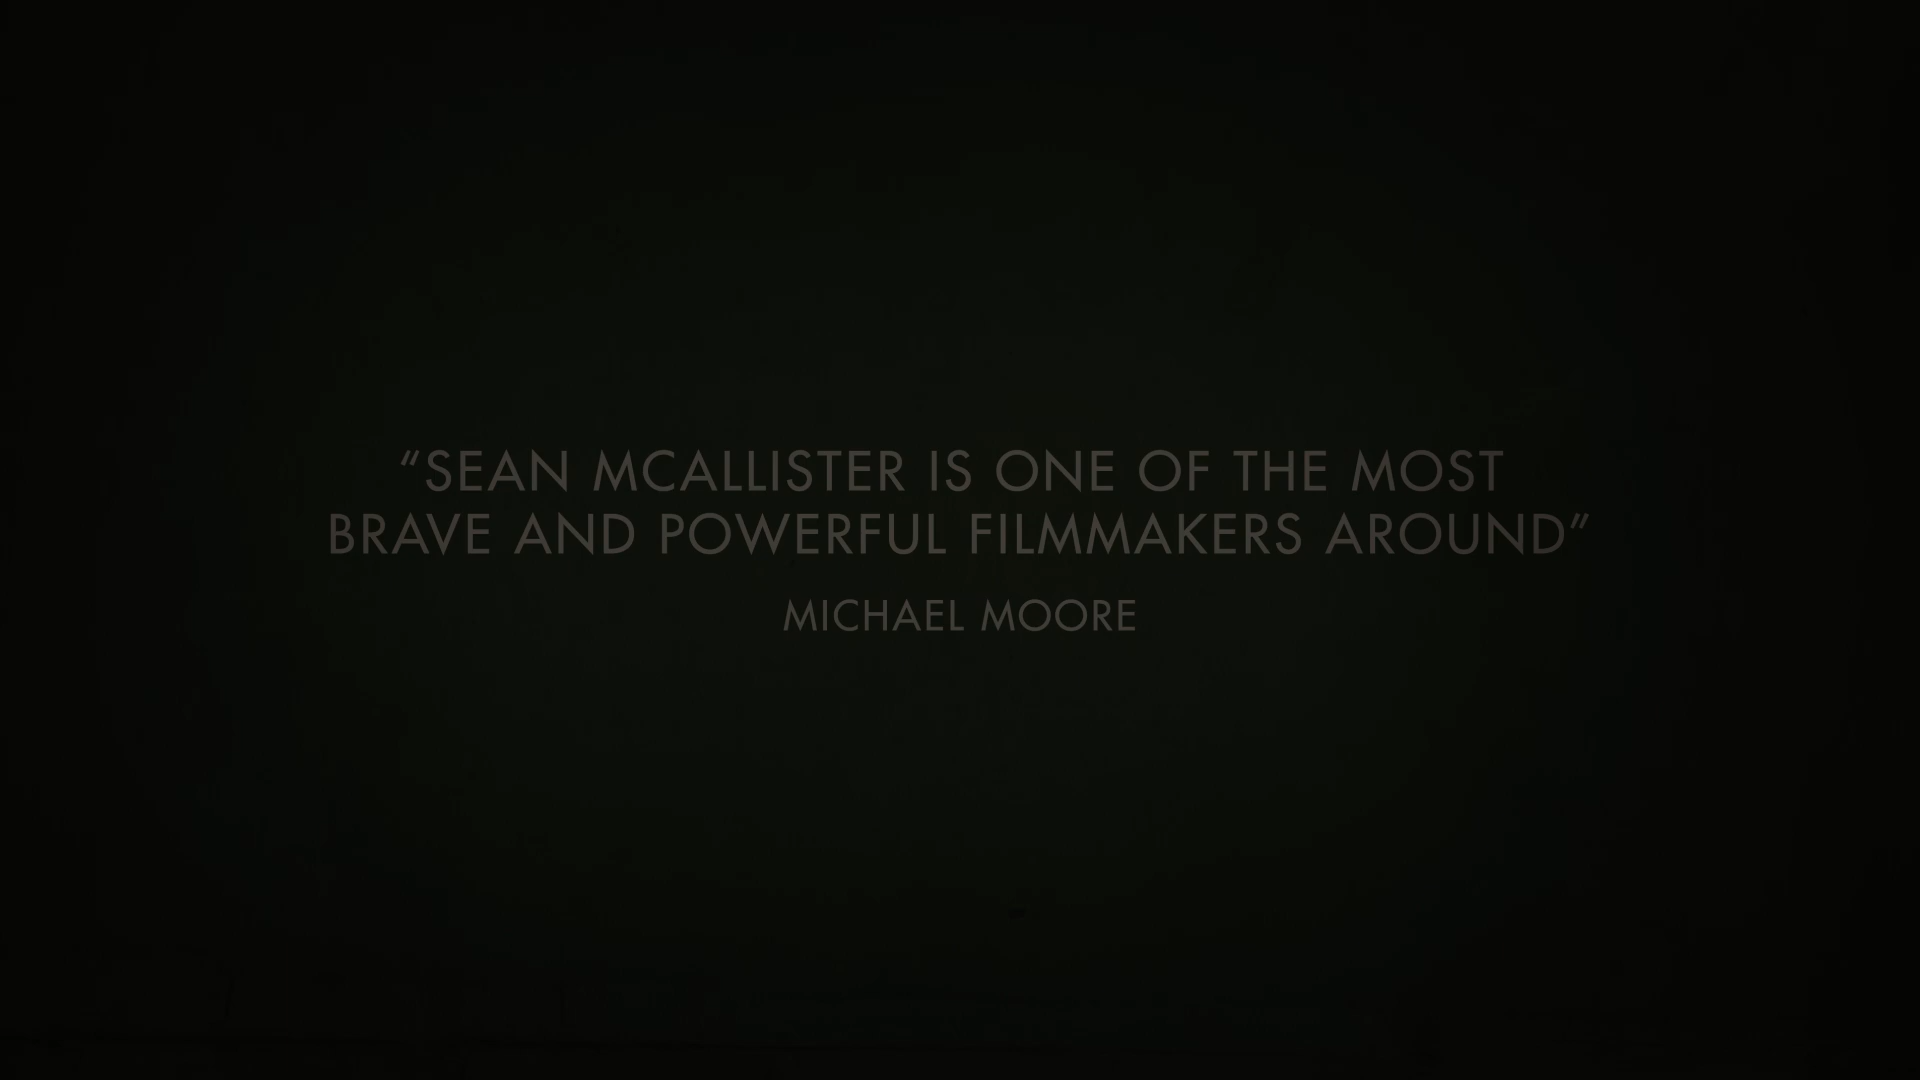 “SEAN MCALLISTER IS ONE OF THE MOST
BRAVE AND POWERFUL FILMMAKERS AROUND”
MICHAEL MOORE